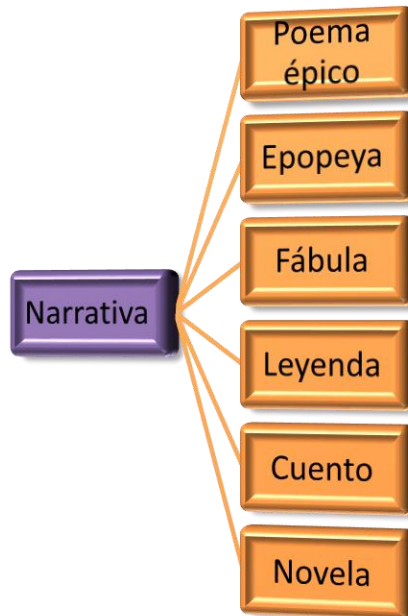 Poema
épico
Epopeya
Fábula
Narrativa
Leyenda
Cuento
Novela